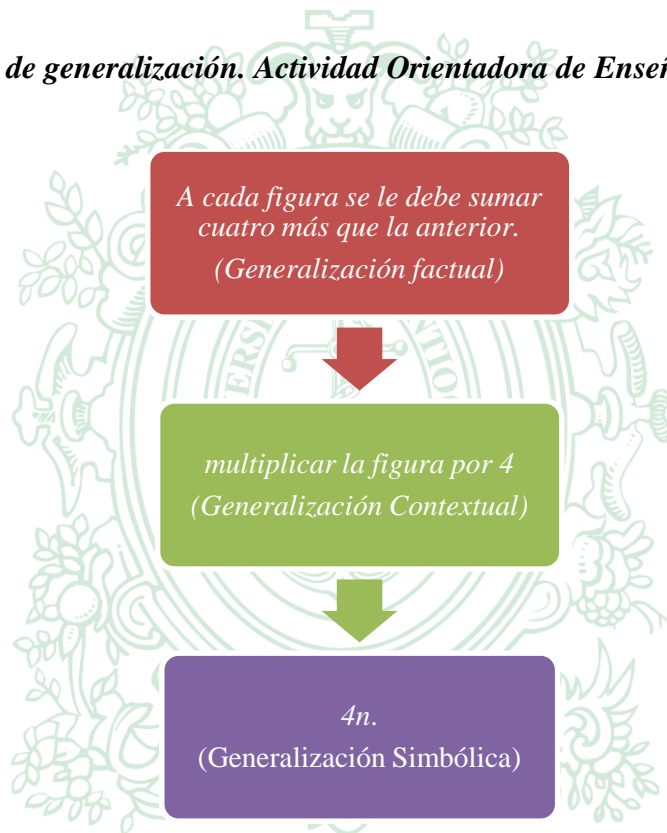 de generalización. Actividad Orientadora de
A cada figura se le debe sumar
cuatro más que la anterior.
(Generalización factual)
multiplicar la figura por 4
(Generalización Contextual)
4n.
(Generalización Simbólica)